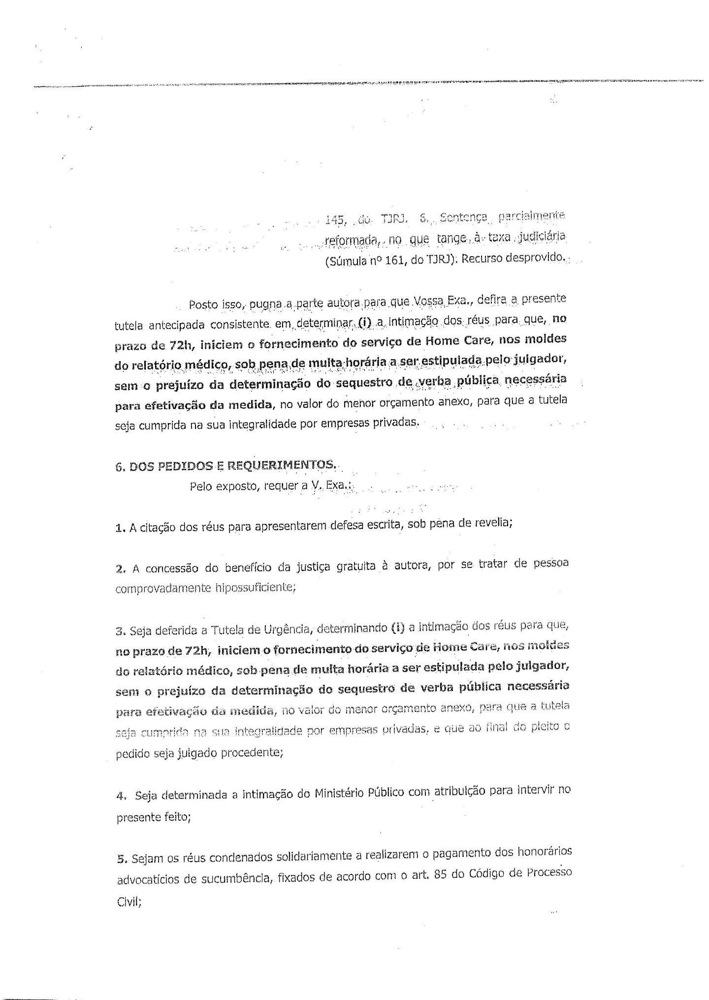 145, do TJRJ. 6. Sentença parcialmente
reformada, no que tange à taxa judiciária
(Súmula nº 161, do TJRJ). Recurso desprovido.
Posto isso, pugna a parte autora para que Vossa Exa., defira a presente
tutela antecipada consistente em determinar (i) a intimação dos réus para que, no
prazo de 72h, iniciem o fornecimento do serviço de Home Care, nos moldes
do relatório médico, sob pena de multa horária a ser estipulada pelo julgador,
sem o prejuízo da determinação do sequestro de verba pública necessária
para efetivação da medida, no valor do menor orçamento anexo, para que a tutela
seja cumprida na sua integralidade por empresas privadas.
6. DOS PEDIDOS E REQUERIMENTOS.
Pelo exposto, requer a V. Exa.:
1. A citação dos réus para apresentarem defesa escrita, sob pena de revelia;
2. A concessão do benefício da justiça gratuita à autora, por se tratar de pessoa
comprovadamente hipossuficiente;
3. Seja deferida a Tutela de Urgência, determinando (i) a intimação dos réus para que,
no prazo de 72h, iniciem o fornecimento do serviço de Home Care, nos moldes
do relatório médico, sob pena de multa horária a ser estipulada pelo julgador,
sem o prejuízo da determinação do sequestro de verba pública necessária
para efetivação da medida, no valor do menor orçamento anexo, para que a tutela
seja cumprida na sua integralidade por empresas privadas, e que ao final do pleito o
pedido seja julgado procedente;
4. Seja determinada a intimação do Ministério Público com atribuição para intervir no
presente feito;
5. Sejam os réus condenados solidariamente a realizarem o pagamento dos honorários
advocatícios de sucumbência, fixados de acordo com o art. 85 do Código de Processo
Civil;